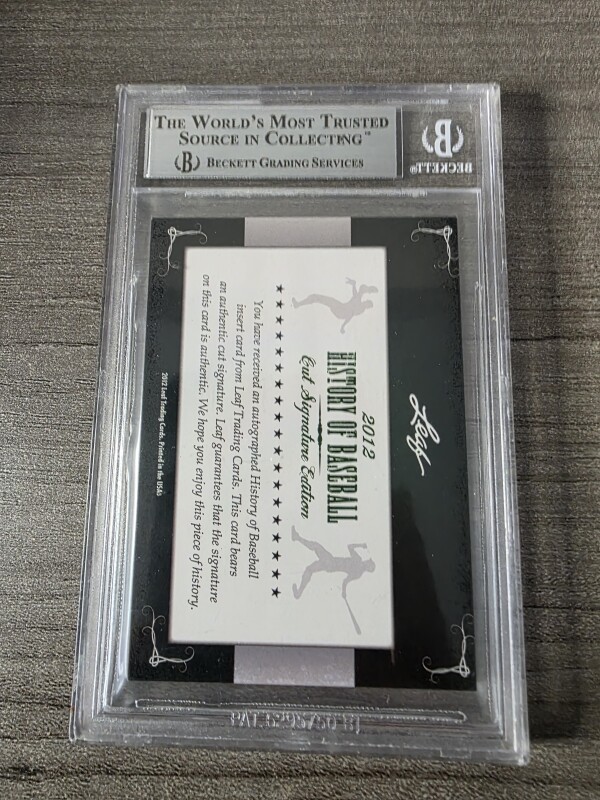 THE WORLD'S MOST TRUSTED
SOURCE IN COLLECTING™
B BECKETT GRADING SERVICES
B
BECKETT®
Leaf
2012
HISTORY OF BASEBALL
Cut Signature Edition
★★★★★★★★★★★★★★★★★★★★
You have received an autographed History of Baseball
insert card from Leaf Trading Cards. This card bears
an authentic cut signature. Leaf guarantees that the signature
on this card is authentic. We hope you enjoy this piece of history.
2012 Leaf Trading Cards. Printed in the USA